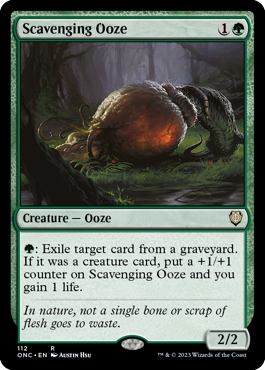 Scavenging Ooze 1
Creature — Ooze
: Exile target card from a graveyard.
If it was a creature card, put a +1/+1
counter on Scavenging Ooze and you
gain 1 life.
In nature, not a single bone or scrap of
flesh goes to waste.
2/2
112 R
ONC • EN Austin Hsu
™ & © 2023 Wizards of the Coast